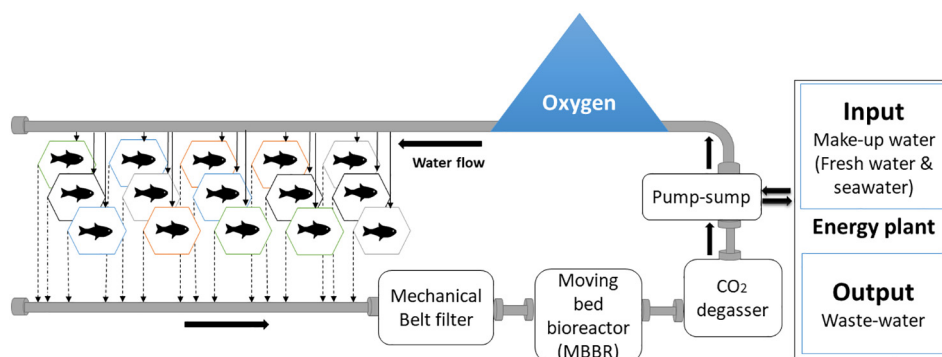 Oxygen
Water flow
Input
Make-up water
(Fresh water &
seawater)
Pump-sump
Energy plant
Mechanical
Belt filter
Moving
bed
bioreactor
(MBBR)
CO₂
degasser
Output
Waste-water